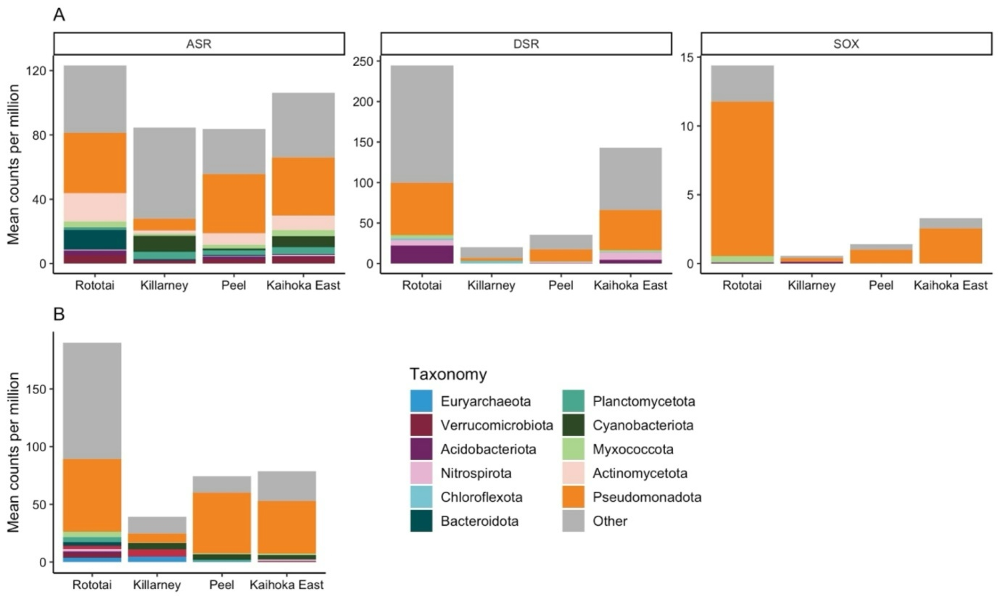 A
ASR
DSR
SOX
Mean counts per million
120
80
40
0
Rototai
Killarney
Peel
Kaihoka East
250
200
150
100
50
0
Rototai
Killarney
Peel
Kaihoka East
15
10
5
0
Rototai
Killarney
Peel
Kaihoka East
B
Mean counts per million
150
100
50
0
Rototai
Killarney
Peel
Kaihoka East
Taxonomy
Euryarchaeota
Verrucomicrobiota
Acidobacteriota
Nitrospirota
Chloroflexota
Bacteroidota
Planctomycetota
Cyanobacteriota
Myxococcota
Actinomycetota
Pseudomonadota
Other